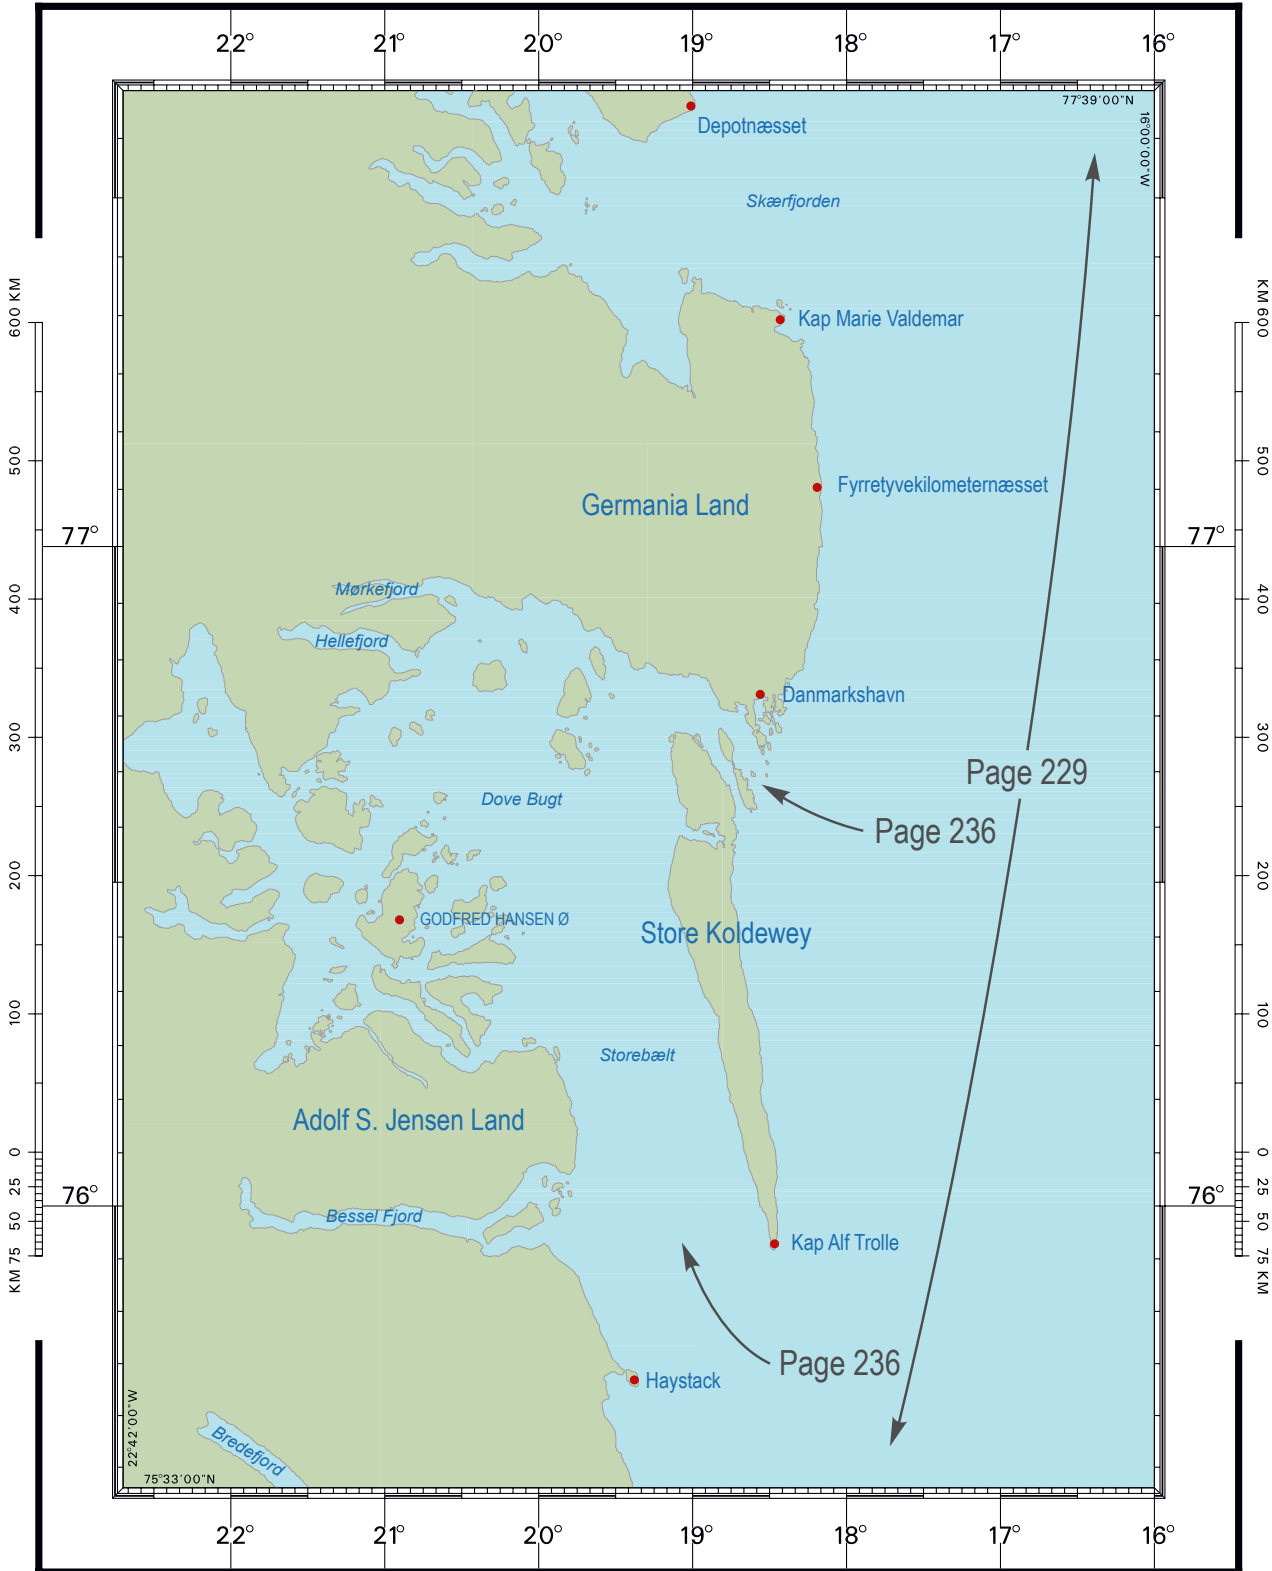 22° 21° 20° 19° 18° 17° 16°
77°39'00"N
16°0'0.00"W
Depotnæsset
Skærfjorden
Kap Marie Valdemar
KM
600
500
400
300
200
100
0
25
50
75
KM
KM
600
500
400
300
200
100
0
25
50
75
KM
Fyrretyvekilometernæsset
Germania Land
77° 77°
Mørkefjord
Hellefjord
Danmarkshavn
Page 229
Dove Bugt
Page 236
GODFRED HANSEN Ø
Store Koldewey
Storebælt
Adolf S. Jensen Land
76° 76°
Bessel Fjord
Kap Alf Trolle
Page 236
Haystack
Bredefjord
22°42'00"W
75°33'00"N
22° 21° 20° 19° 18° 17° 16°